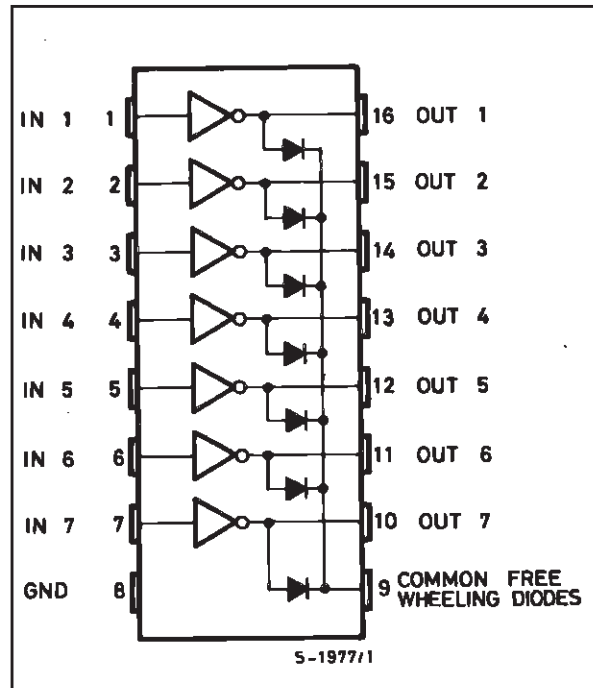 IN 1 1 16 OUT 1
IN 2 2 15 OUT 2
IN 3 3 14 OUT 3
IN 4 4 13 OUT 4
IN 5 5 12 OUT 5
IN 6 6 11 OUT 6
IN 7 7 10 OUT 7
GND 8 9 COMMON FREE
WHEELING DIODES
S-1977/1